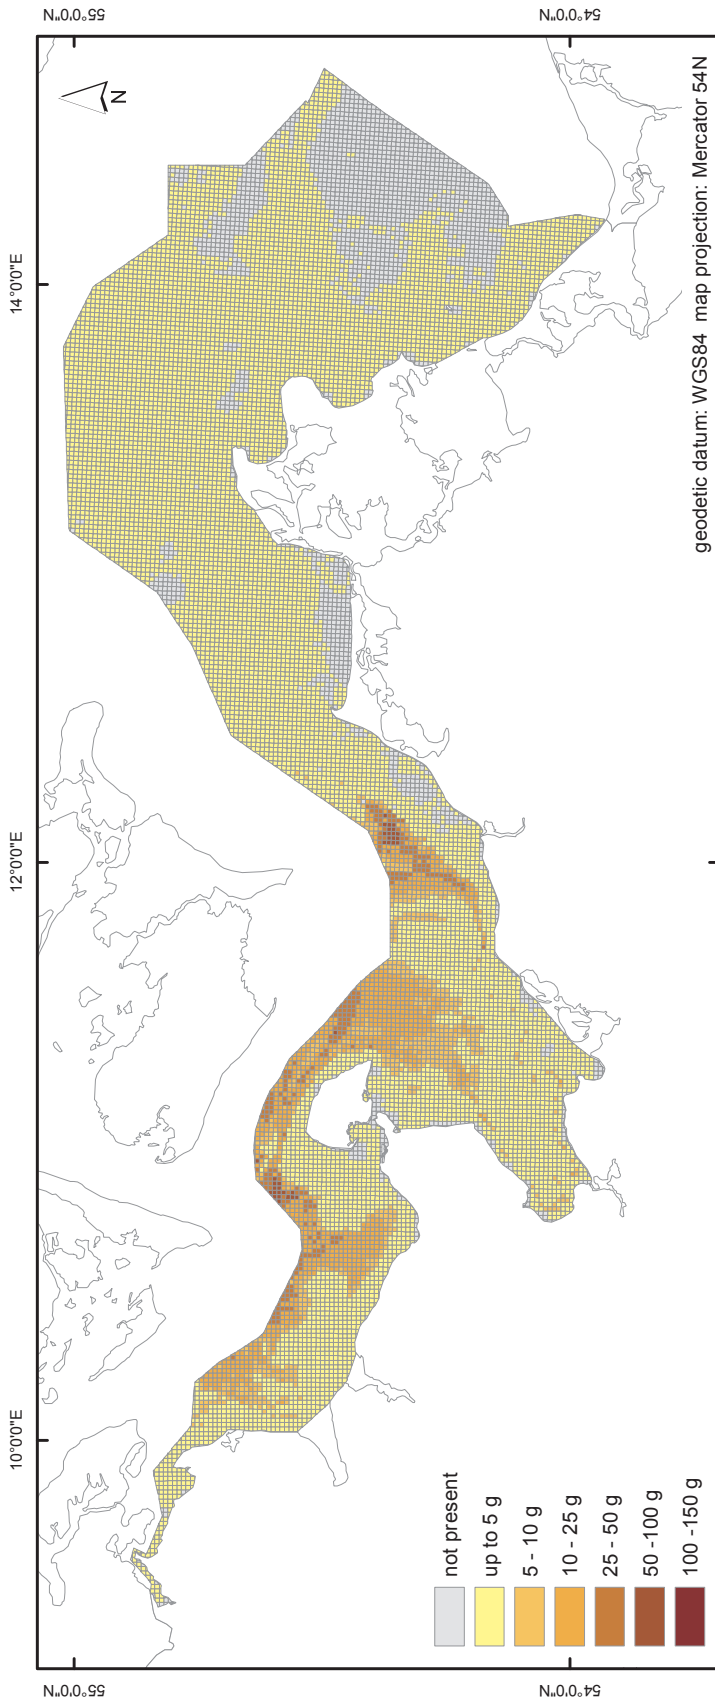 10°0'0"E
12°0'0"E
14°0'0"E
55°0'0"N
55°0'0"N
N
54°0'0"N
54°0'0"N
not present
up to 5 g
5 - 10 g
10 - 25 g
25 - 50 g
50 -100 g
100 -150 g
geodetic datum: WGS84 map projection: Mercator 54N